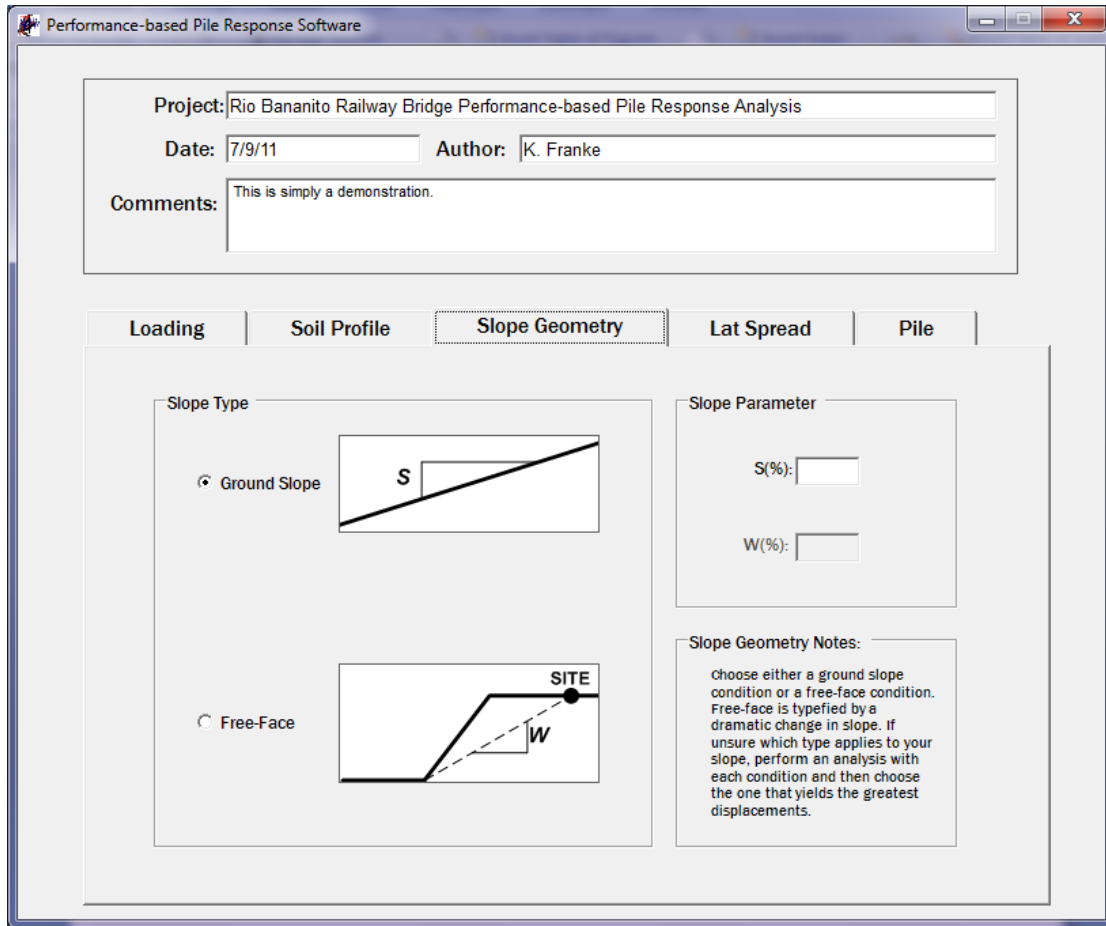 Performance-based Pile Response Software
Project: Rio Bananito Railway Bridge Performance-based Pile Response Analysis
Date: 7/9/11 Author: K. Franke
Comments: This is simply a demonstration.
Loading Soil Profile Slope Geometry Lat Spread Pile
Slope Type
Ground Slope
S
Free-Face
SITE
W
Slope Parameter
S(%):
W(%):
Slope Geometry Notes:
Choose either a ground slope
condition or a free-face condition.
Free-face is typefied by a
dramatic change in slope. If
unsure which type applies to your
slope, perform an analysis with
each condition and then choose
the one that yields the greatest
displacements.